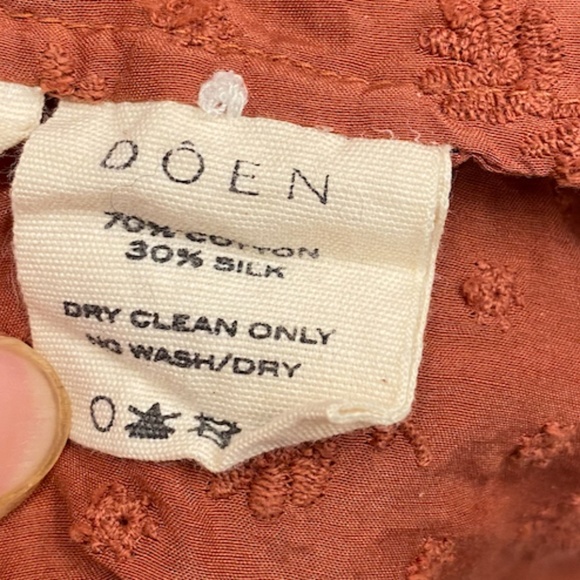 DÔEN
70% COTTON
30% SILK
DRY CLEAN ONLY
NO WASH/DRY